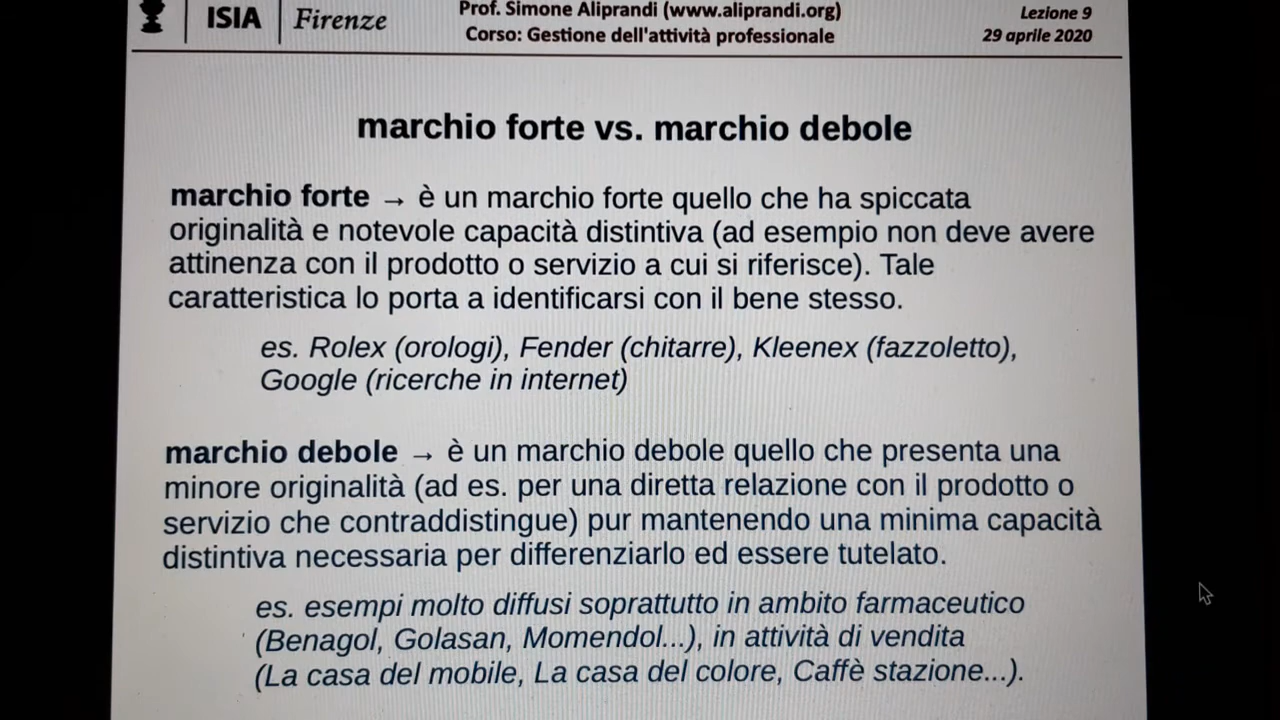 ISIA Firenze
Prof. Simone Aliprandi (www.aliprandi.org)
Corso: Gestione dell'attività professionale
Lezione 9
29 aprile 2020
marchio forte vs. marchio debole
marchio forte → è un marchio forte quello che ha spiccata
originalità e notevole capacità distintiva (ad esempio non deve avere
attinenza con il prodotto o servizio a cui si riferisce). Tale
caratteristica lo porta a identificarsi con il bene stesso.
es. Rolex (orologi), Fender (chitarre), Kleenex (fazzoletto),
Google (ricerche in internet)
marchio debole → è un marchio debole quello che presenta una
minore originalità (ad es. per una diretta relazione con il prodotto o
servizio che contraddistingue) pur mantenendo una minima capacità
distintiva necessaria per differenziarlo ed essere tutelato.
es. esempi molto diffusi soprattutto in ambito farmaceutico
(Benagol, Golasan, Momendol...), in attività di vendita
(La casa del mobile, La casa del colore, Caffè stazione...).